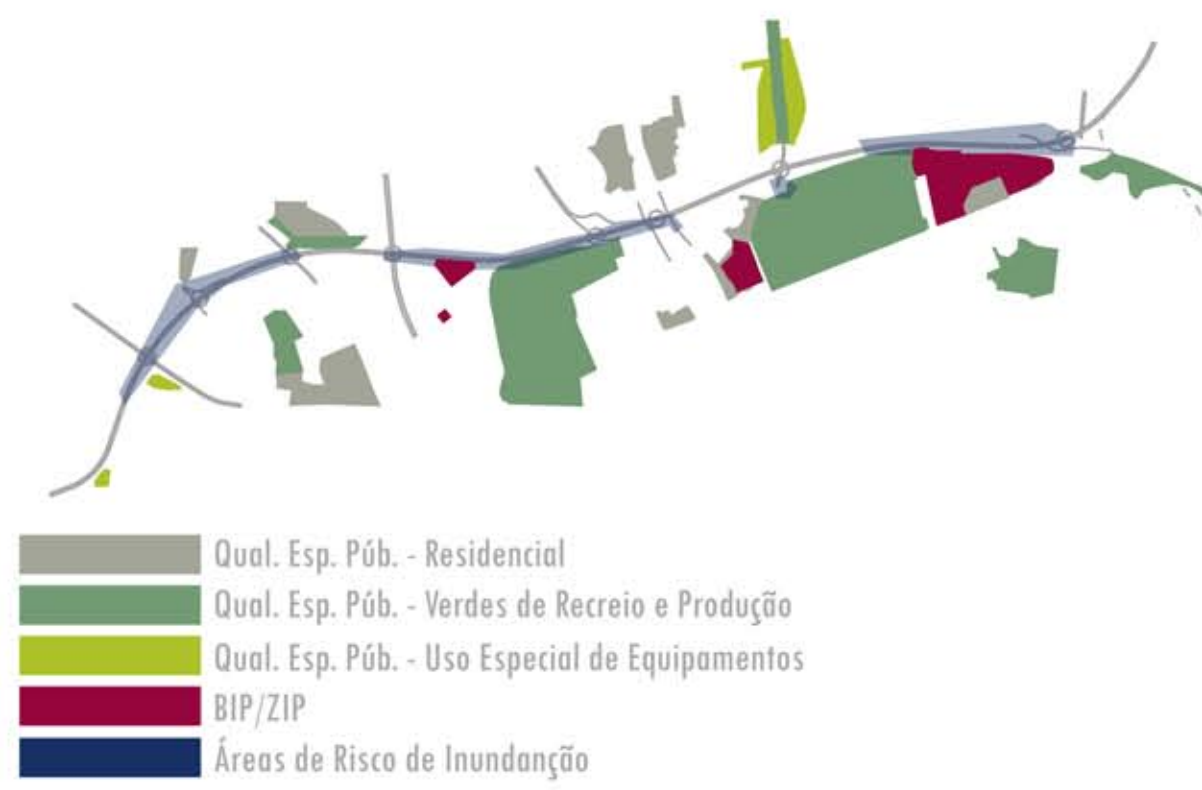 Qual. Esp. Púb. - Residencial
Qual. Esp. Púb. - Verdes de Recreio e Produção
Qual. Esp. Púb. - Uso Especial de Equipamentos
BIP/ZIP
Áreas de Risco de Inundanção